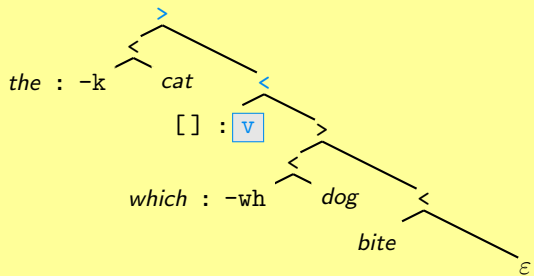 >
<
the : -k cat
<
[] : v
>
<
which : -wh dog
<
bite
ε